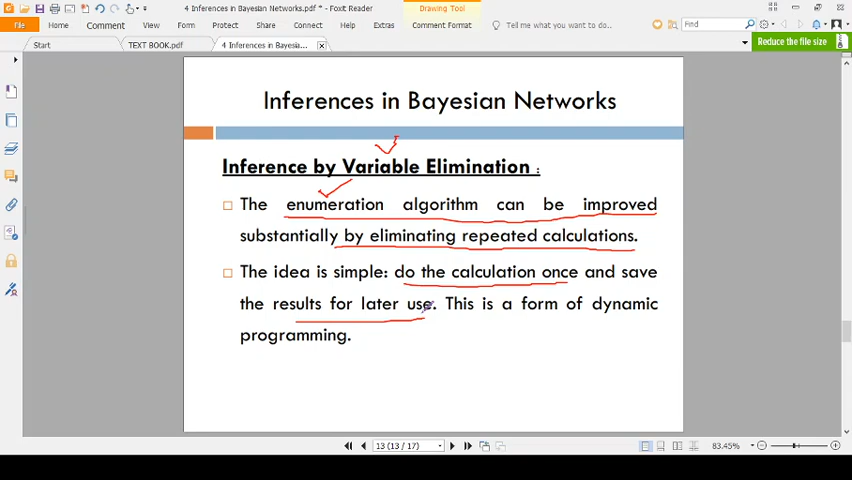 4 Inferences in Bayesian Networks.pdf * - Foxit Reader
Drawing Tool
File Home Comment View Form Protect Share Connect Help Extras Comment Format Tell me what you want to do... Find
Start TEXT BOOK.pdf 4 Inferences in Bayesia... Reduce the file size
Inferences in Bayesian Networks
Inference by Variable Elimination :
The enumeration algorithm can be improved
substantially by eliminating repeated calculations.
The idea is simple: do the calculation once and save
the results for later use. This is a form of dynamic
programming.
13 (13 / 17) 83.45%